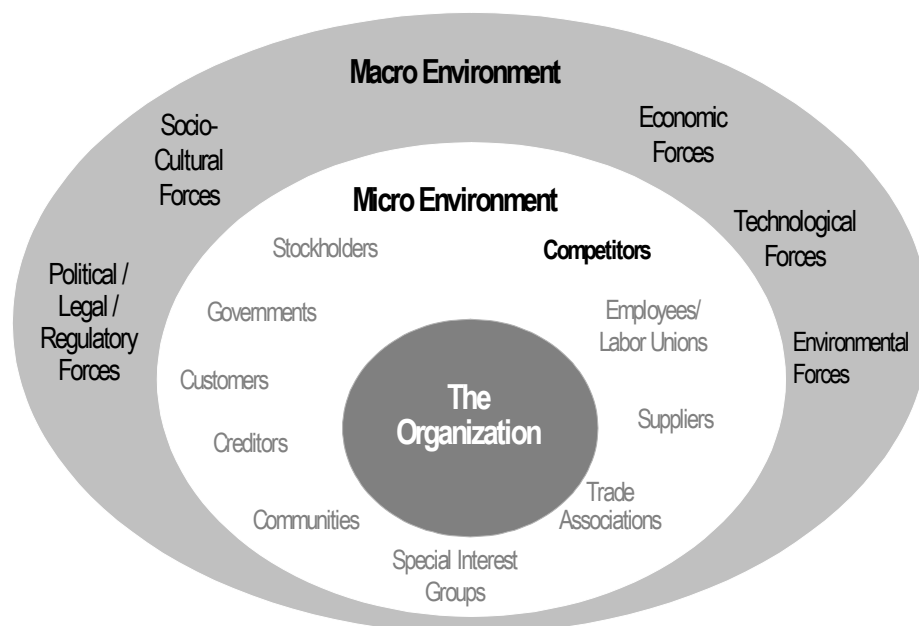 Macro Environment
Socio-
Cultural
Forces
Economic
Forces
Technological
Forces
Environmental
Forces
Political /
Legal /
Regulatory
Forces
Micro Environment
Stockholders
Competitors
Governments
Employees/
Labor Unions
Customers
Suppliers
Creditors
Trade
Associations
Communities
Special Interest
Groups
The
Organization